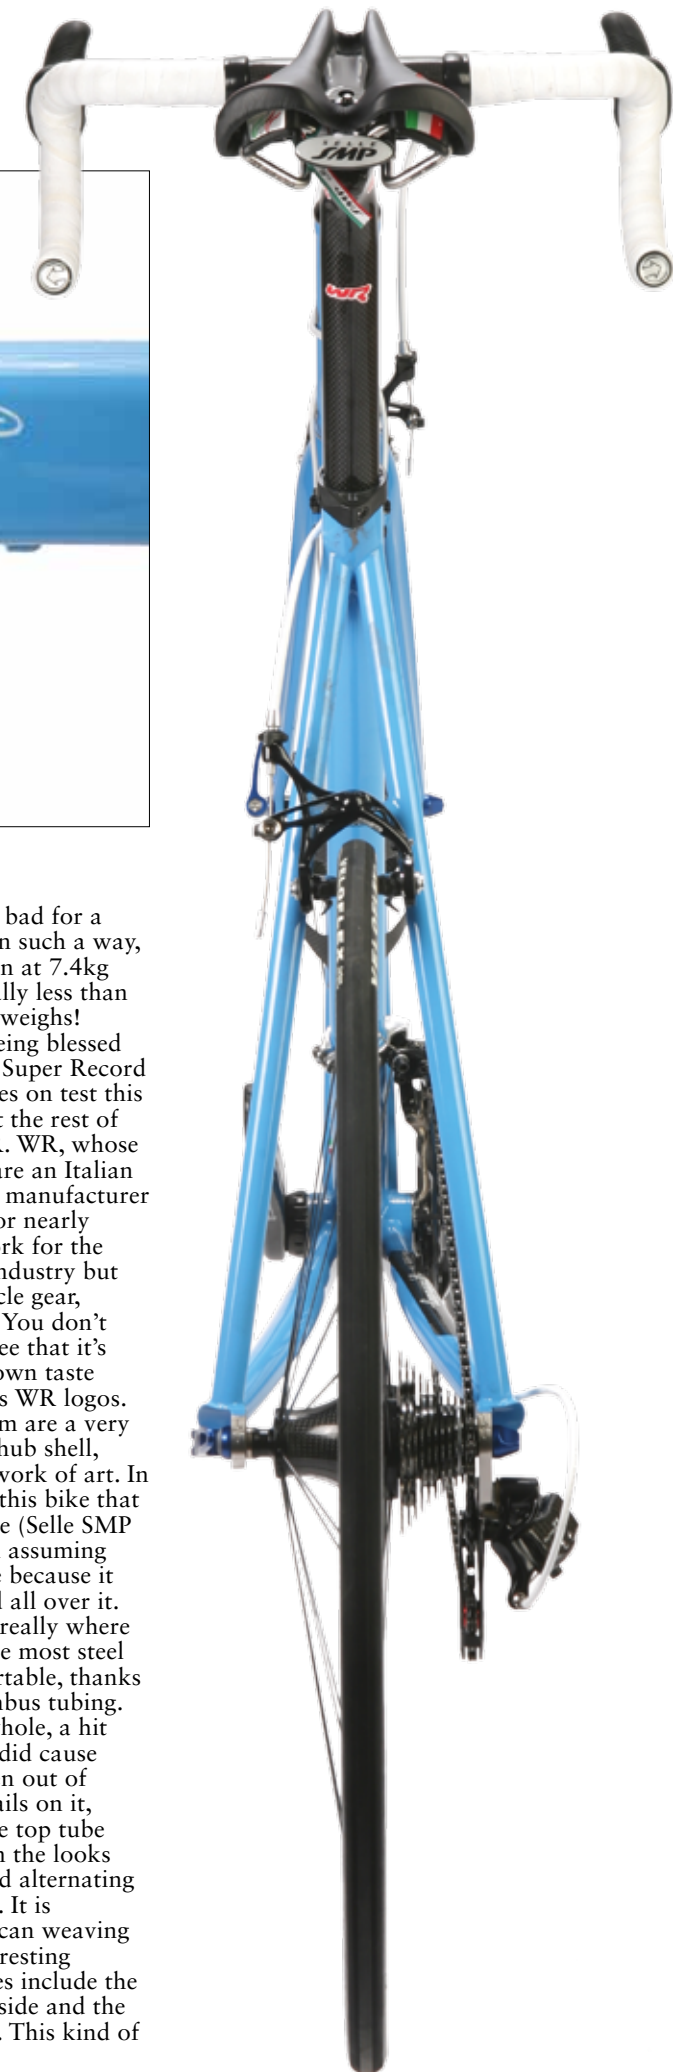 SELLE
SMP
WR
bad for a
n such a way,
n at 7.4kg
lly less than
weighs!
eing blessed
Super Record
es on test this
t the rest of
R. WR, whose
are an Italian
manufacturer
or nearly
rk for the
ndustry but
cle gear,
You don't
ee that it's
own taste
s WR logos.
m are a very
hub shell,
work of art. In
this bike that
e (Selle SMP
assuming
e because it
l all over it.
really where
e most steel
rtable, thanks
mbus tubing.
hole, a hit
did cause
n out of
ails on it,
e top tube
n the looks
d alternating
. It is
can weaving
resting
es include the
side and the
. This kind of